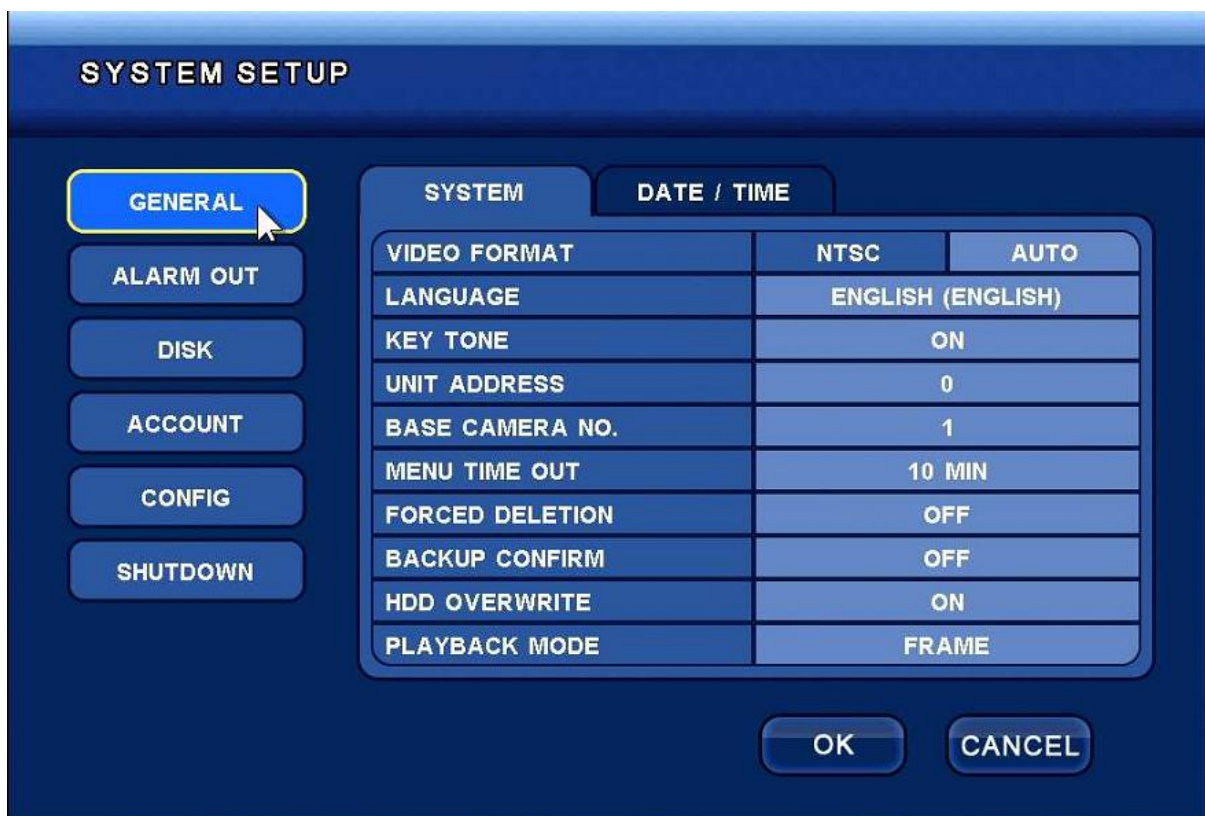 SYSTEM SETUP
GENERAL
ALARM OUT
DISK
ACCOUNT
CONFIG
SHUTDOWN
SYSTEM DATE / TIME
VIDEO FORMAT NTSC AUTO
LANGUAGE ENGLISH (ENGLISH)
KEY TONE ON
UNIT ADDRESS 0
BASE CAMERA NO. 1
MENU TIME OUT 10 MIN
FORCED DELETION OFF
BACKUP CONFIRM OFF
HDD OVERWRITE ON
PLAYBACK MODE FRAME
OK CANCEL